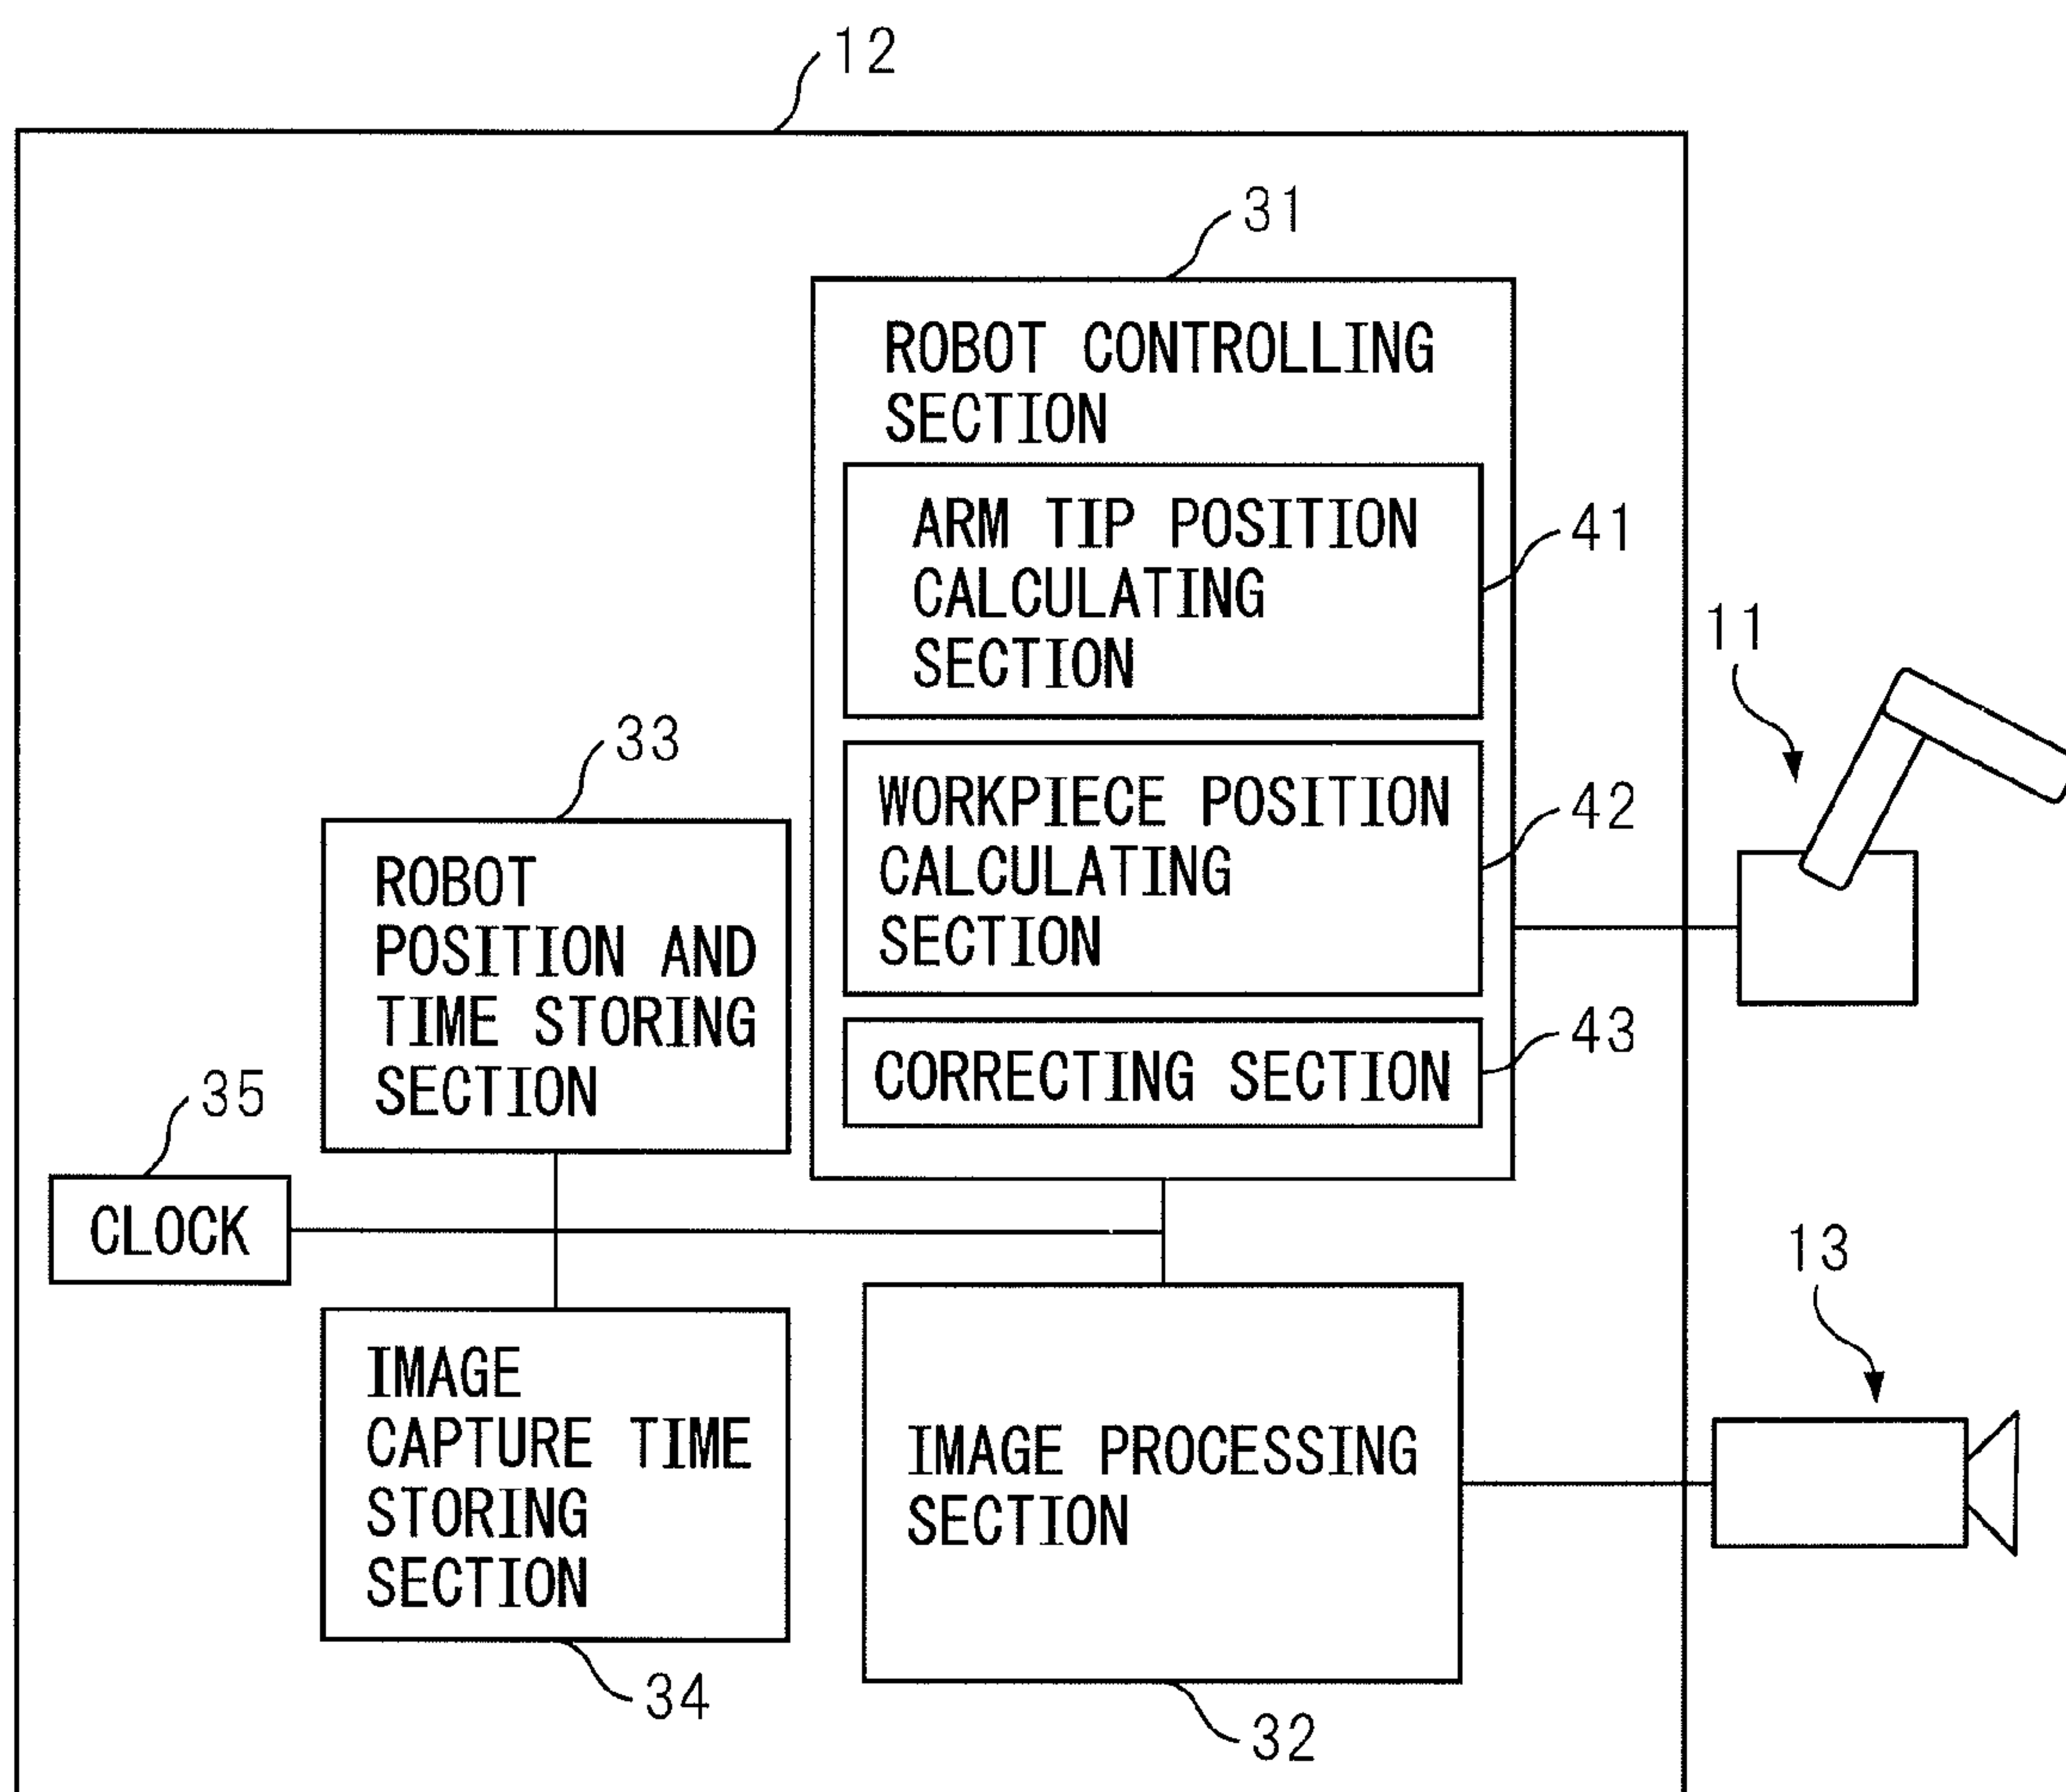 12
31
ROBOT CONTROLLING
SECTION
ARM TIP POSITION
CALCULATING
SECTION
41
11
33
WORKPIECE POSITION
CALCULATING
SECTION
42
ROBOT
POSITION AND
TIME STORING
SECTION
43
CORRECTING SECTION
35
CLOCK
13
IMAGE
CAPTURE TIME
STORING
SECTION
IMAGE PROCESSING
SECTION
34
32